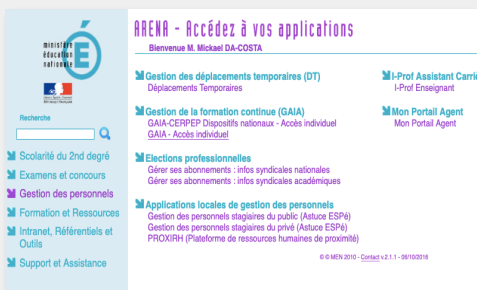 ministère
éducation
nationale
ARENA - Accédez à vos applications
Bienvenue M. Mickael DA-COSTA
Recherche
Scolarité du 2nd degré
Examens et concours
Gestion des personnels
Formation et Ressources
Intranet, Référentiels et
Outils
Support et Assistance
Gestion des déplacements temporaires (DT)
Déplacements Temporaires
Gestion de la formation continue (GAIA)
GAIA-CERPEP Dispositifs nationaux - Accès individuel
GAIA - Accès individuel
Elections professionnelles
Gérer ses abonnements : infos syndicales nationales
Gérer ses abonnements : infos syndicales académiques
Applications locales de gestion des personnels
Gestion des personnels stagiaires du public (Astuce ESPé)
Gestion des personnels stagiaires du privé (Astuce ESPé)
PROXIRH (Plateforme de ressources humaines de proximité)
I-Prof Assistant Carri
I-Prof Enseignant
Mon Portail Agent
Mon Portail Agent
© © MEN 2010 - Contact v.2.1.1 - 06/10/2016